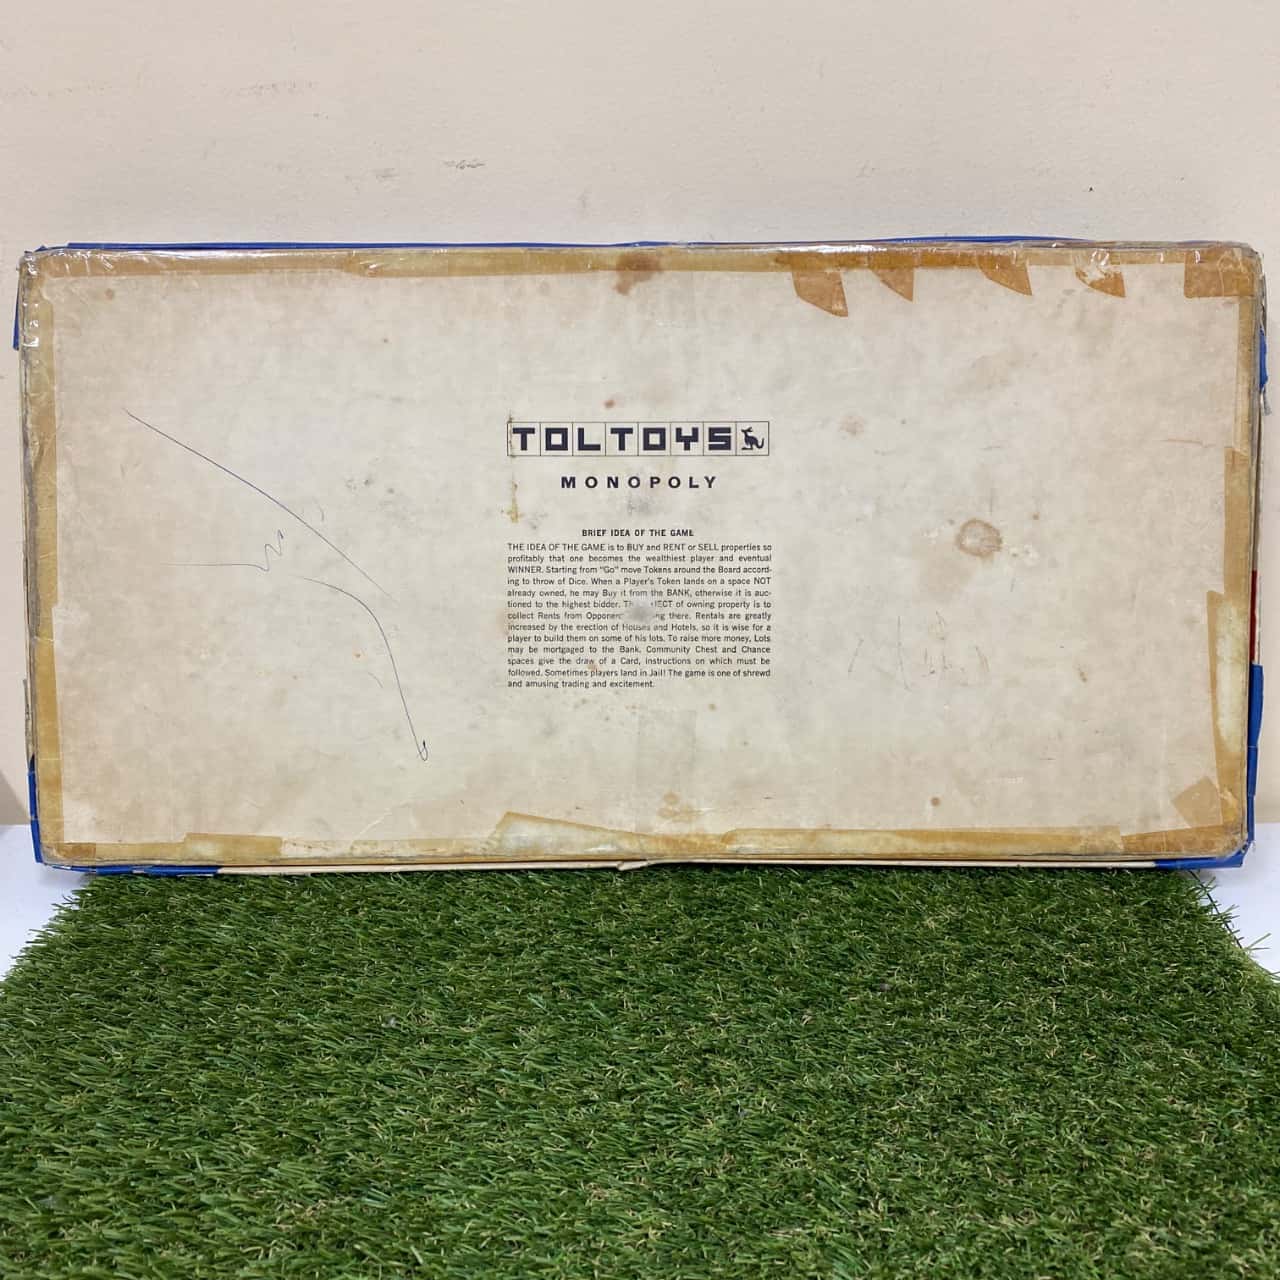 TOLTOYS
MONOPOLY
BRIEF IDEA OF THE GAME
THE IDEA OF THE GAME is to BUY and RENT or SELL properties so
profitably that one becomes the wealthiest player and eventual
WINNER. Starting from "Go" move Tokens around the Board accord-
ing to throw of Dice. When a Player's Token lands on a space NOT
already owned, he may Buy it from the BANK, otherwise it is auc-
tioned to the highest bidder. of owning property is to
collect Rents from there. Rentals are greatly
increased by the erection of Houses and Hotels, so it is wise for a
player to build them on some of his lots. To raise more money, Lots
may be mortgaged to the Bank. Community Chest and Chance
spaces give the draw of a Card, instructions on which must be
followed. Sometimes players land in Jail! The game is one of shrewd
and amusing trading and excitement.